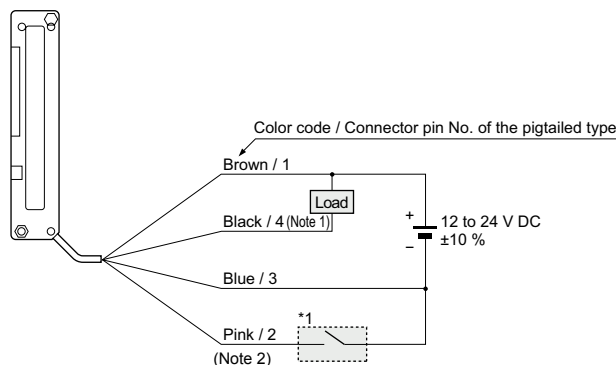 Color code / Connector pin No. of the pigtailed type
Brown / 1
Load
Black / 4 (Note 1)
+
12 to 24 V DC
±10 %
−
Blue / 3
*1
Pink / 2
(Note 2)